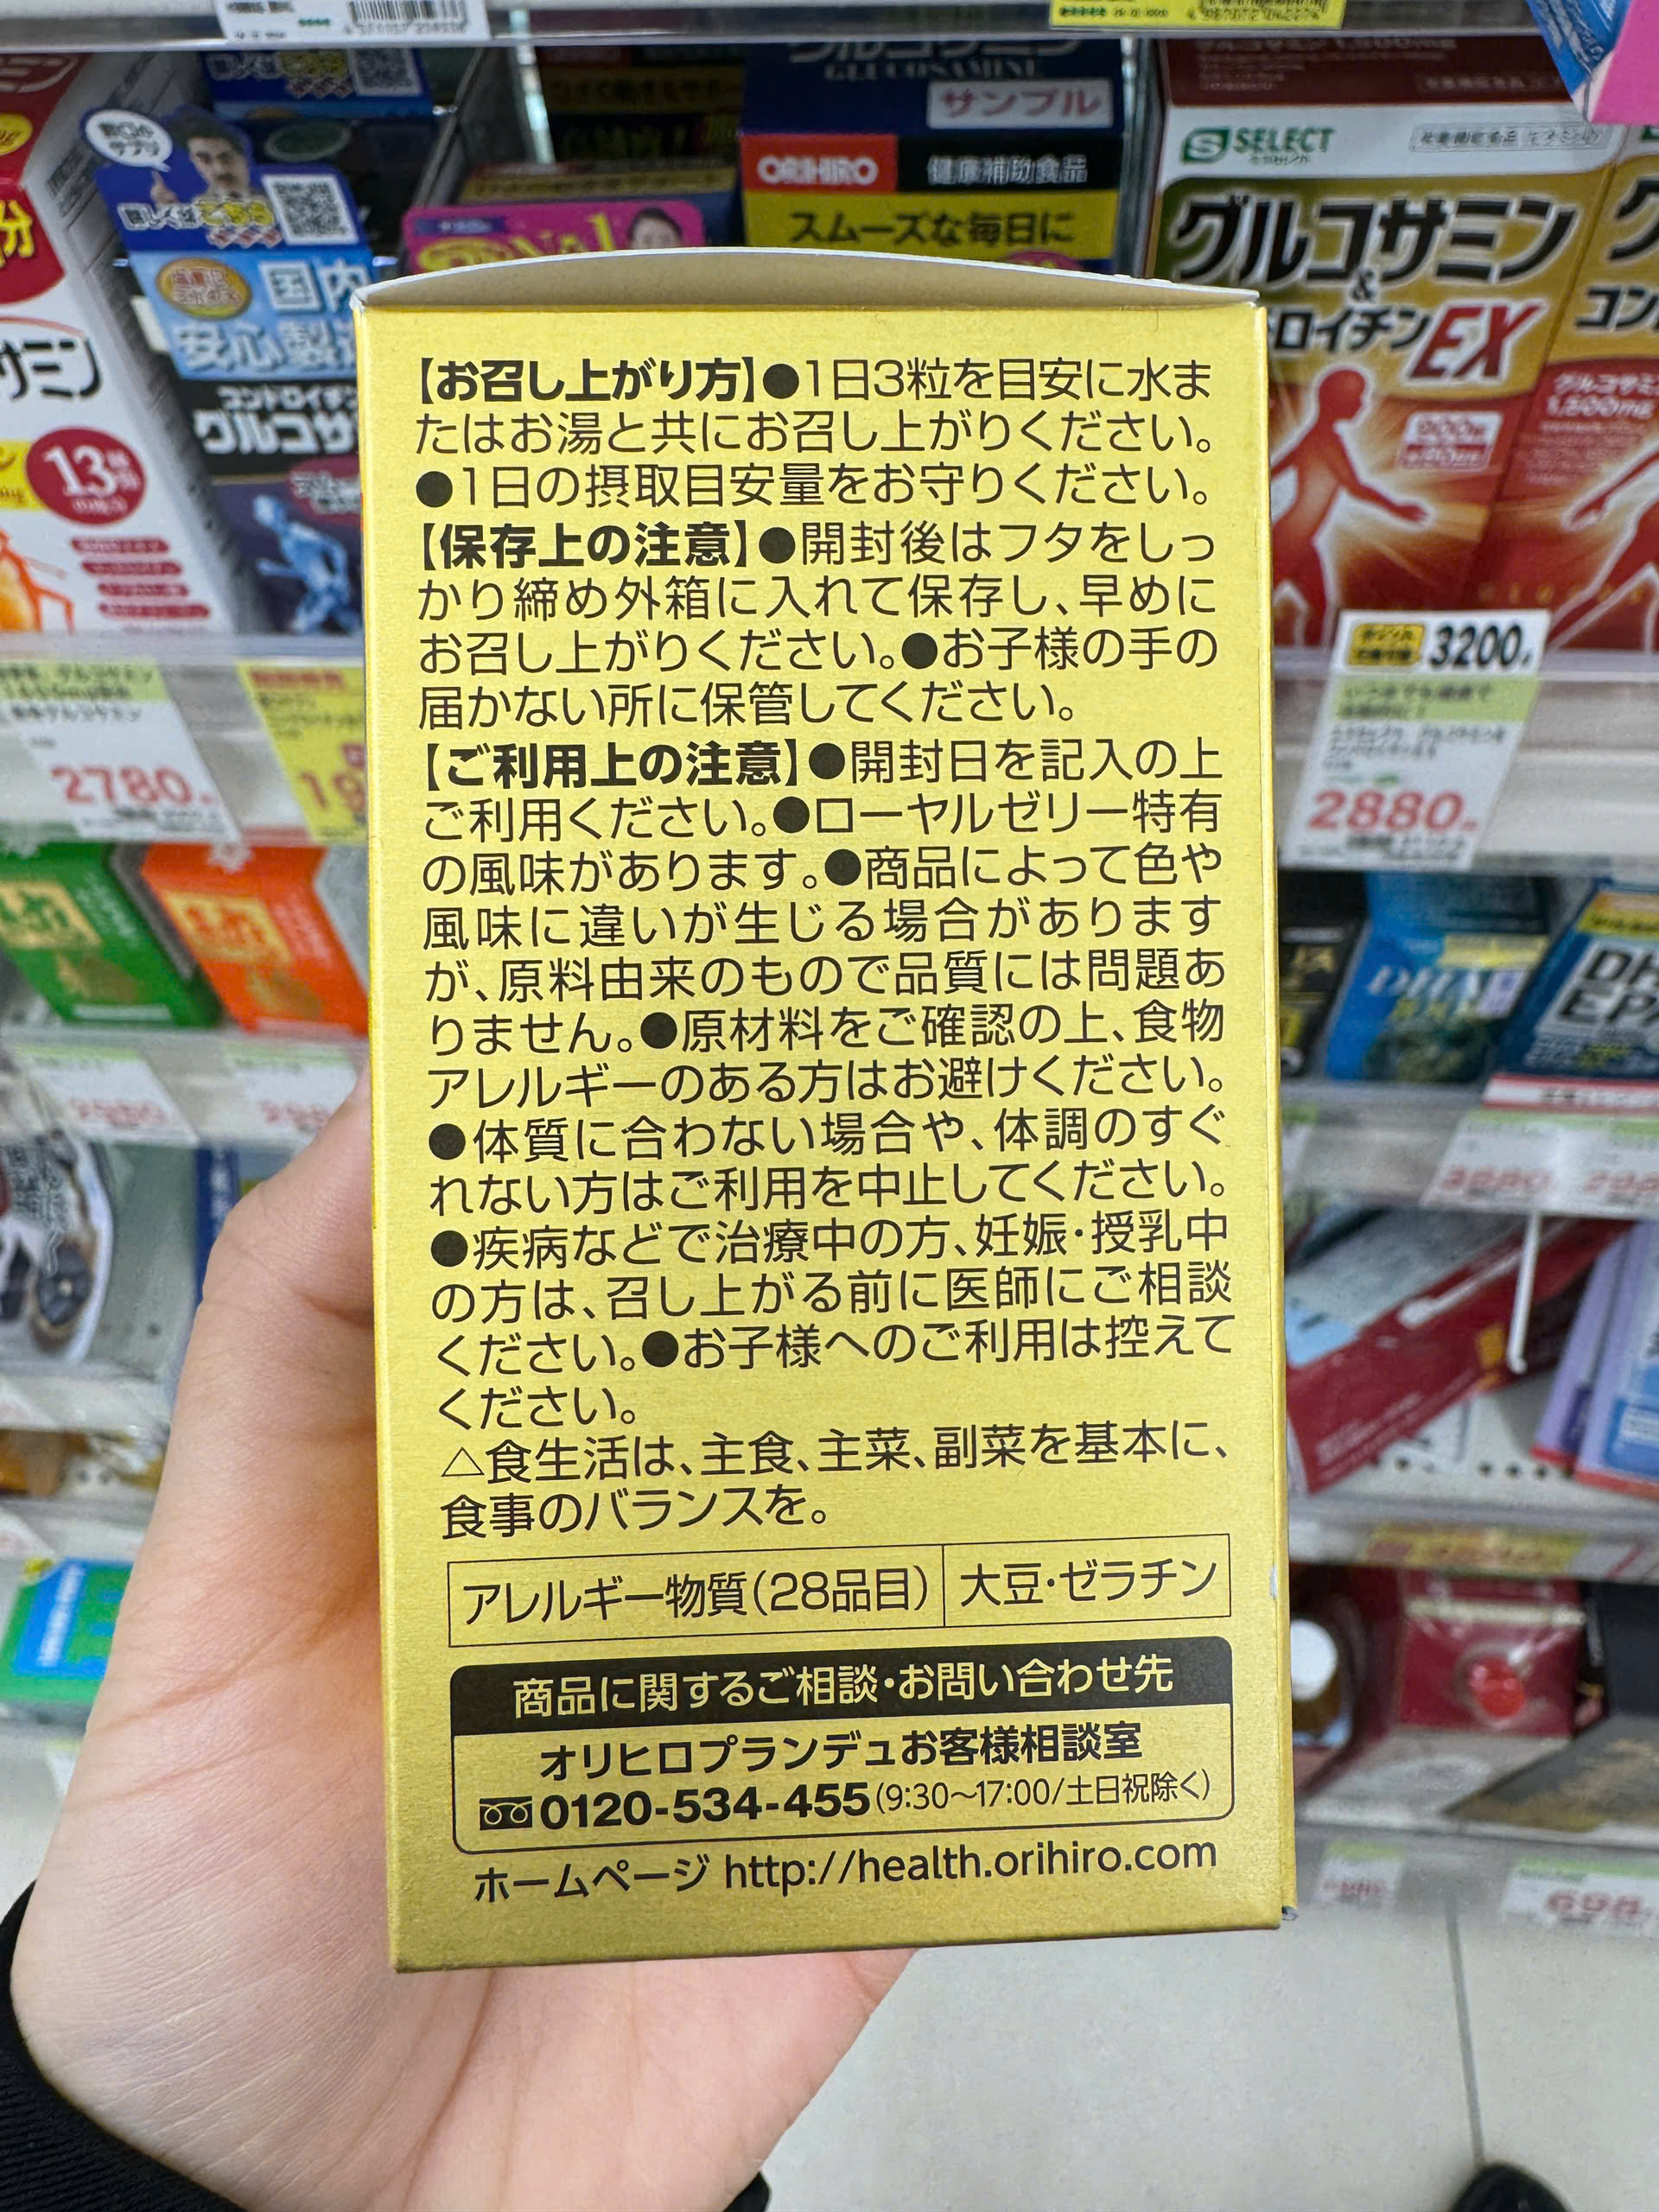 サンプル
ORIHIRO
健康補助食品
スムーズな毎日に
SELECT
グルコサミン
&
EX
【お召し上がり方】●1日3粒を目安に水ま
たはお湯と共にお召し上がりください。
●1日の摂取目安量をお守りください。
【保存上の注意】●開封後はフタをしっ
かり締め外箱に入れて保存し、早めに
お召し上がりください。●お子様の手の
届かない所に保管してください。
【ご利用上の注意】●開封日を記入の上
ご利用ください。●ローヤルゼリー特有
の風味があります。●商品によって色や
風味に違いが生じる場合があります
が、原料由来のもので品質には問題あ
りません。●原材料をご確認の上、食物
アレルギーのある方はお避けください。
●体質に合わない場合や、体調のすぐ
れない方はご利用を中止してください。
●疾病などで治療中の方、妊娠・授乳中
の方は、召し上がる前に医師にご相談
ください。●お子様へのご利用は控えて
ください。
△食生活は、主食、主菜、副菜を基本に、
食事のバランスを。
アレルギー物質(28品目) 大豆・ゼラチン
商品に関するご相談・お問い合わせ先
オリヒロプランデュお客様相談室
0120-534-455(9:30〜17:00/土日祝除く)
ホームページ http://health.orihiro.com
2780
3200
2880